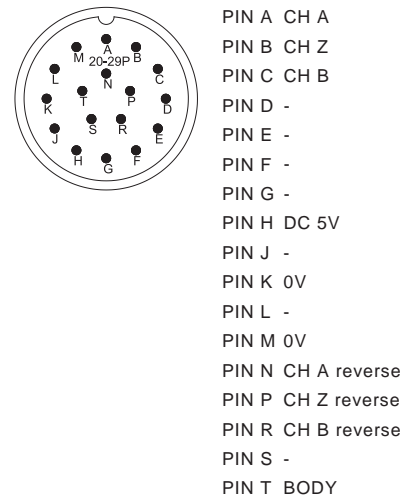 A
M 20-29P B
L N C
T P
K D
S R
J E
H G F
PIN A CH A
PIN B CH Z
PIN C CH B
PIN D -
PIN E -
PIN F -
PIN G -
PIN H DC 5V
PIN J -
PIN K 0V
PIN L -
PIN M 0V
PIN N CH A reverse
PIN P CH Z reverse
PIN R CH B reverse
PIN S -
PIN T BODY